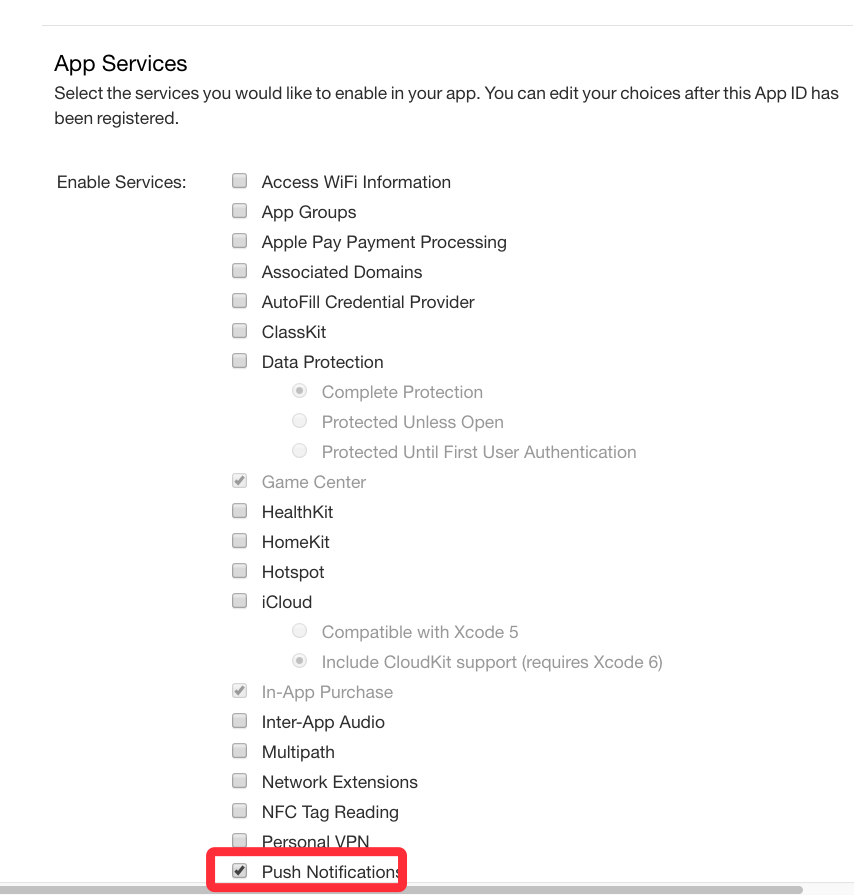 App Services
Select the services you would like to enable in your app. You can edit your choices after this App ID has
been registered.
Enable Services:
Access WiFi Information
App Groups
Apple Pay Payment Processing
Associated Domains
AutoFill Credential Provider
ClassKit
Data Protection
Complete Protection
Protected Unless Open
Protected Until First User Authentication
Game Center
HealthKit
HomeKit
Hotspot
iCloud
Compatible with Xcode 5
Include CloudKit support (requires Xcode 6)
In-App Purchase
Inter-App Audio
Multipath
Network Extensions
NFC Tag Reading
Personal VPN
Push Notifications